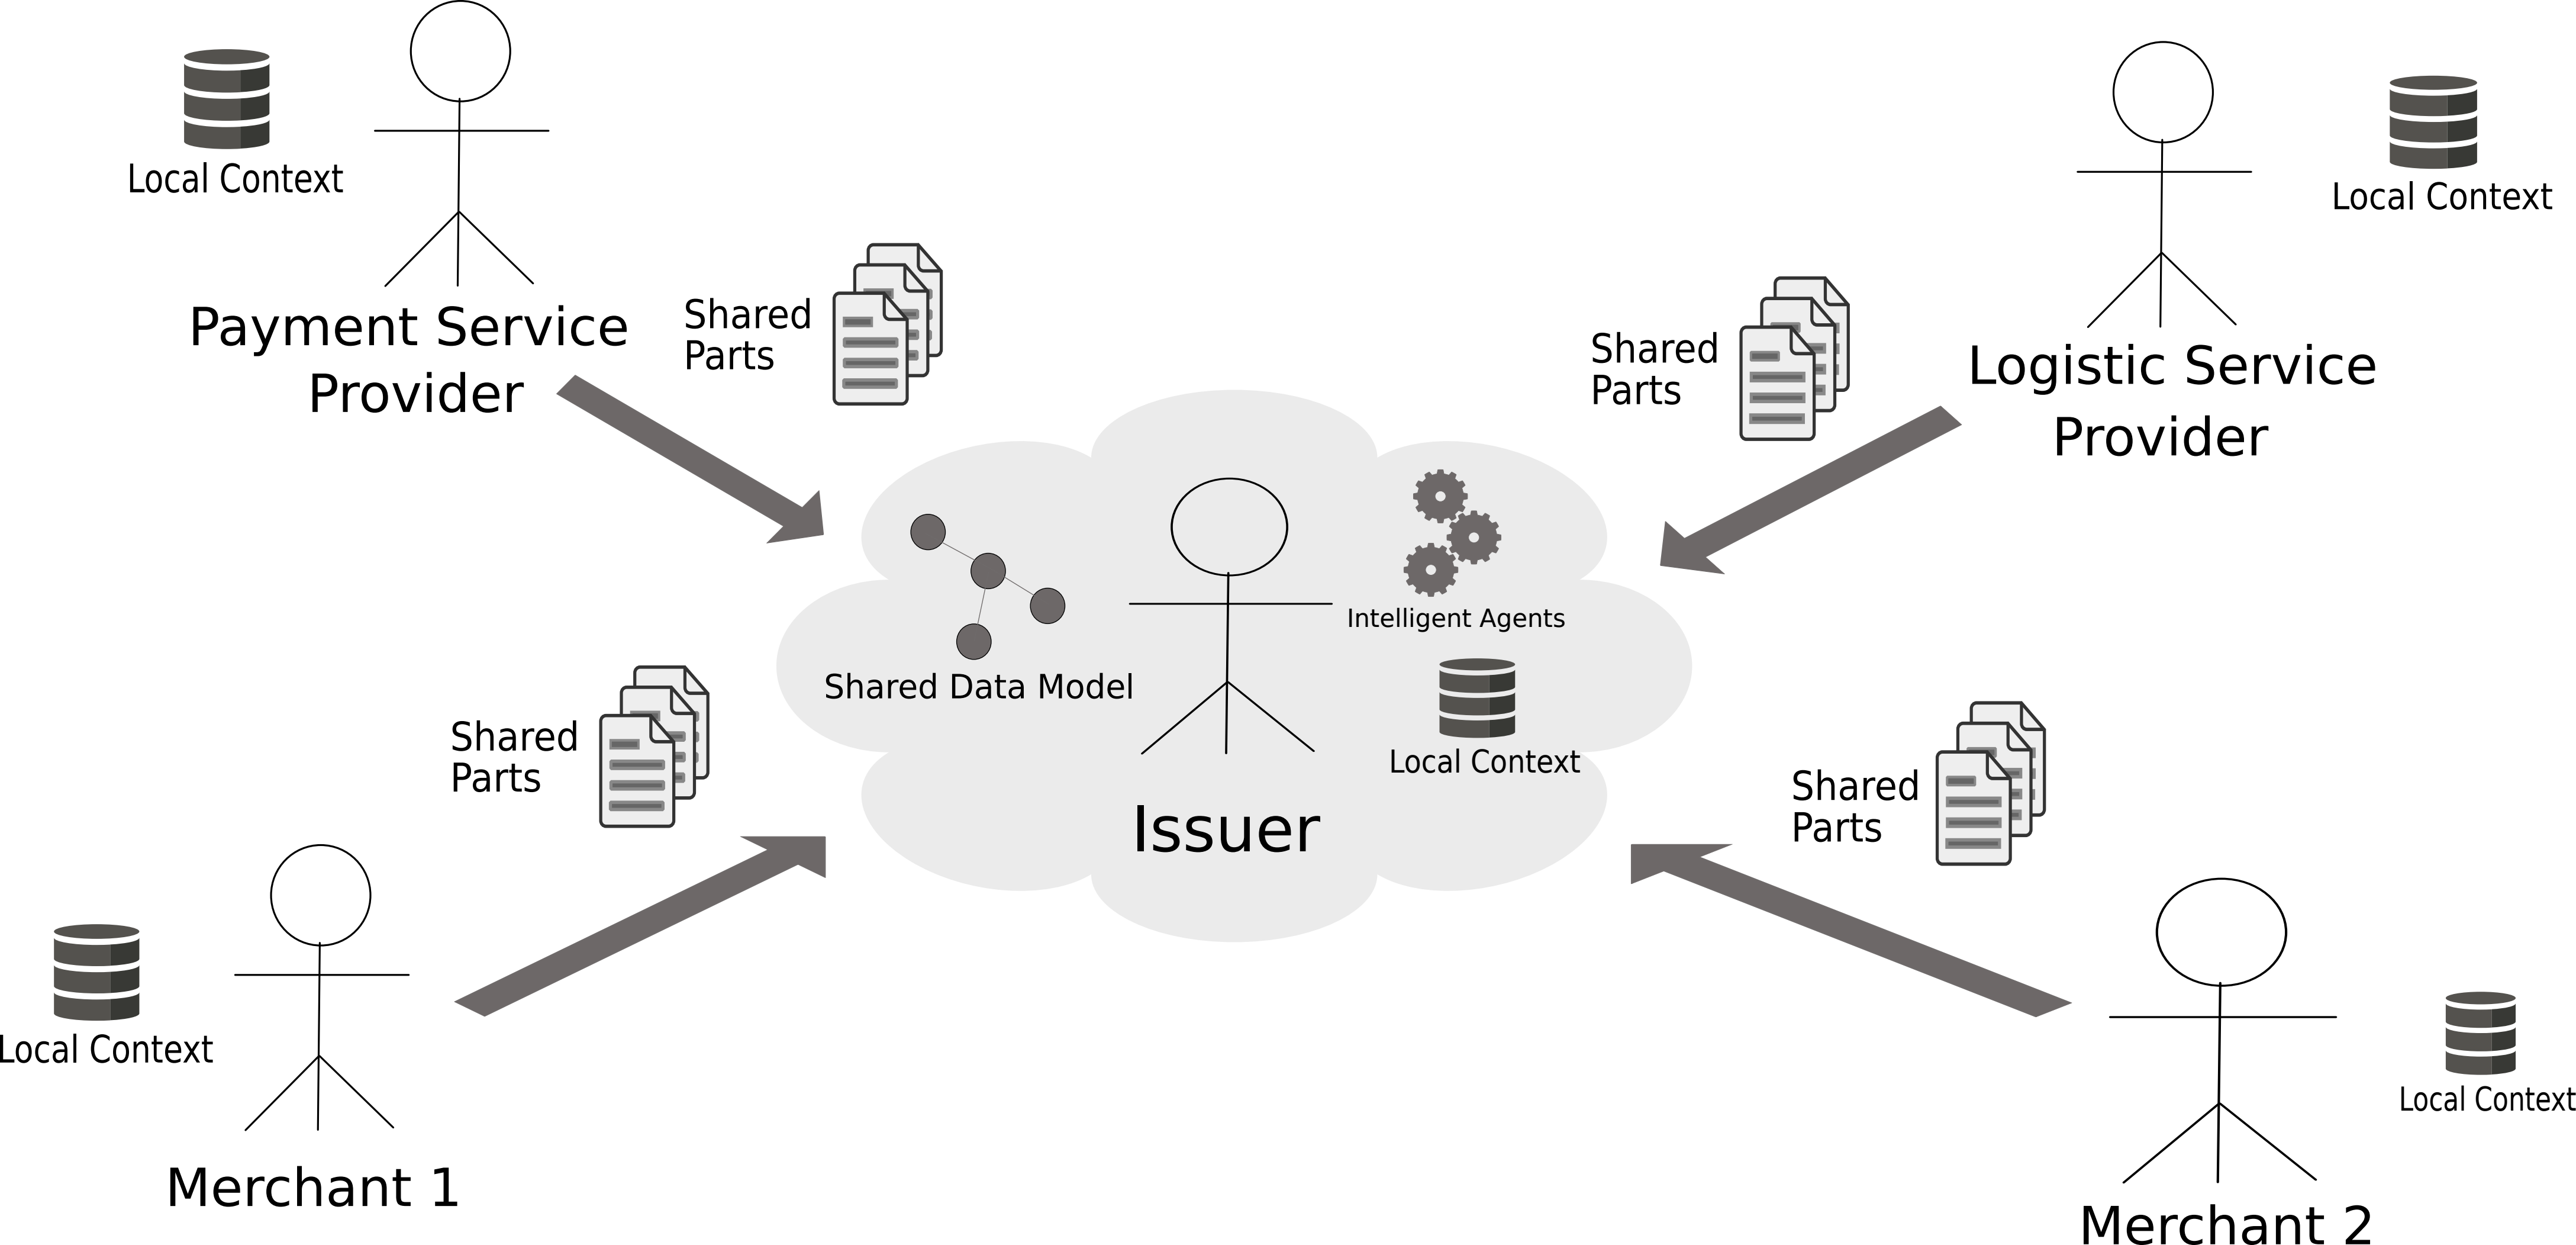 Local Context
Payment Service
Provider
Shared
Parts
Local Context
Logistic Service
Provider
Shared
Parts
Shared Data Model
Intelligent Agents
Local Context
Issuer
Shared
Parts
Local Context
Merchant 1
Shared
Parts
Local Context
Merchant 2